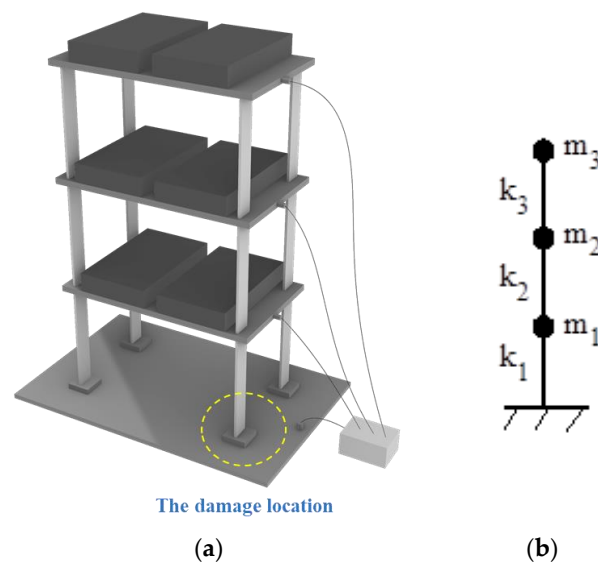 m₃
k₃
m₂
k₂
m₁
k₁
The damage location
(a)
(b)